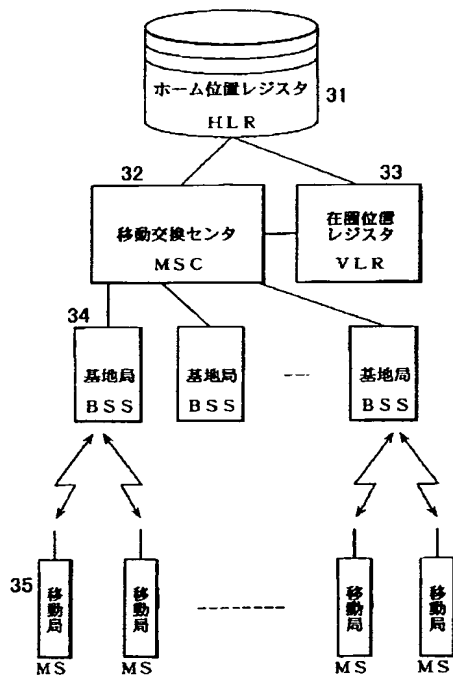 ホーム位置レジスタ
31
HLR
32
33
移動交換センタ
MSC
在圏位置
レジスタ
VLR
34
基地局
BSS
基地局
BSS
基地局
BSS
35
移動局
移動局
移動局
移動局
MS
MS
MS
MS